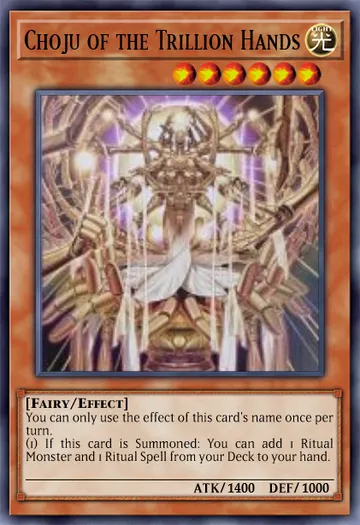 Choju of the Trillion Hands
LIGHT
光
[Fairy/Effect]
You can only use the effect of this card's name once per
turn.
(1) If this card is Summoned: You can add 1 Ritual
Monster and 1 Ritual Spell from your Deck to your hand.
ATK/1400 DEF/1000